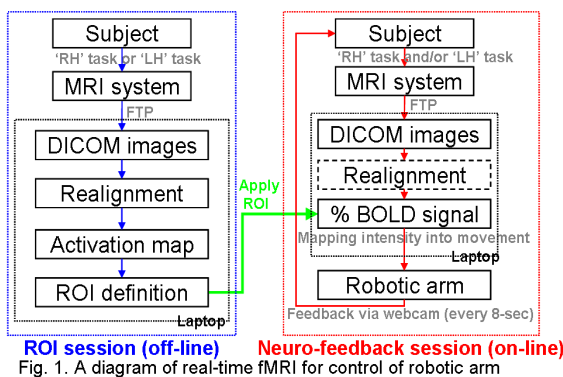 Subject
‘RH’ task or ‘LH’ task
MRI system
FTP
DICOM images
Realignment
Activation map
ROI definition
Laptop
ROI session (off-line)
Apply
ROI
Subject
‘RH’ task and/or ‘LH’ task
MRI system
FTP
DICOM images
Realignment
% BOLD signal
Mapping intensity into movement
Laptop
Robotic arm
Feedback via webcam (every 8-sec)
Neuro-feedback session (on-line)
Fig. 1. A diagram of real-time fMRI for control of robotic arm